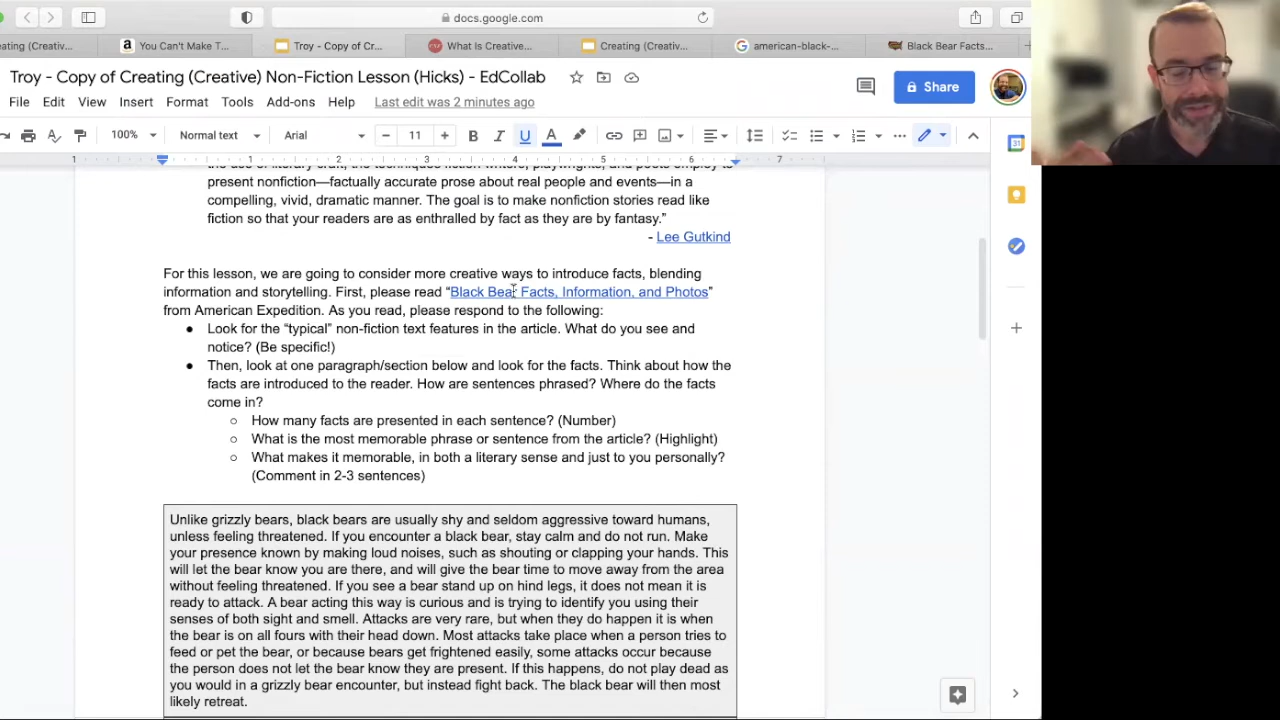 docs.google.com
eating (Creativ...
You Can't Make T...
Troy - Copy of Cr...
What Is Creative...
Creating (Creativ...
american-black-...
Black Bear Facts...
Troy - Copy of Creating (Creative) Non-Fiction Lesson (Hicks) - EdCollab
Share
File Edit View Insert Format Tools Add-ons Help Last edit was 2 minutes ago
100% Normal text Arial - 11 + B I U A
1 1 2 3 4 5 6 7
present nonfiction—factually accurate prose about real people and events—in a
compelling, vivid, dramatic manner. The goal is to make nonfiction stories read like
fiction so that your readers are as enthralled by fact as they are by fantasy.”
- Lee Gutkind
For this lesson, we are going to consider more creative ways to introduce facts, blending
information and storytelling. First, please read “Black Bear Facts, Information, and Photos”
from American Expedition. As you read, please respond to the following:
● Look for the “typical” non-fiction text features in the article. What do you see and
notice? (Be specific!)
● Then, look at one paragraph/section below and look for the facts. Think about how the
facts are introduced to the reader. How are sentences phrased? Where do the facts
come in?
○ How many facts are presented in each sentence? (Number)
○ What is the most memorable phrase or sentence from the article? (Highlight)
○ What makes it memorable, in both a literary sense and just to you personally?
(Comment in 2-3 sentences)
Unlike grizzly bears, black bears are usually shy and seldom aggressive toward humans,
unless feeling threatened. If you encounter a black bear, stay calm and do not run. Make
your presence known by making loud noises, such as shouting or clapping your hands. This
will let the bear know you are there, and will give the bear time to move away from the area
without feeling threatened. If you see a bear stand up on hind legs, it does not mean it is
ready to attack. A bear acting this way is curious and is trying to identify you using their
senses of both sight and smell. Attacks are very rare, but when they do happen it is when
the bear is on all fours with their head down. Most attacks take place when a person tries to
feed or pet the bear, or because bears get frightened easily, some attacks occur because
the person does not let the bear know they are present. If this happens, do not play dead as
you would in a grizzly bear encounter, but instead fight back. The black bear will then most
likely retreat.